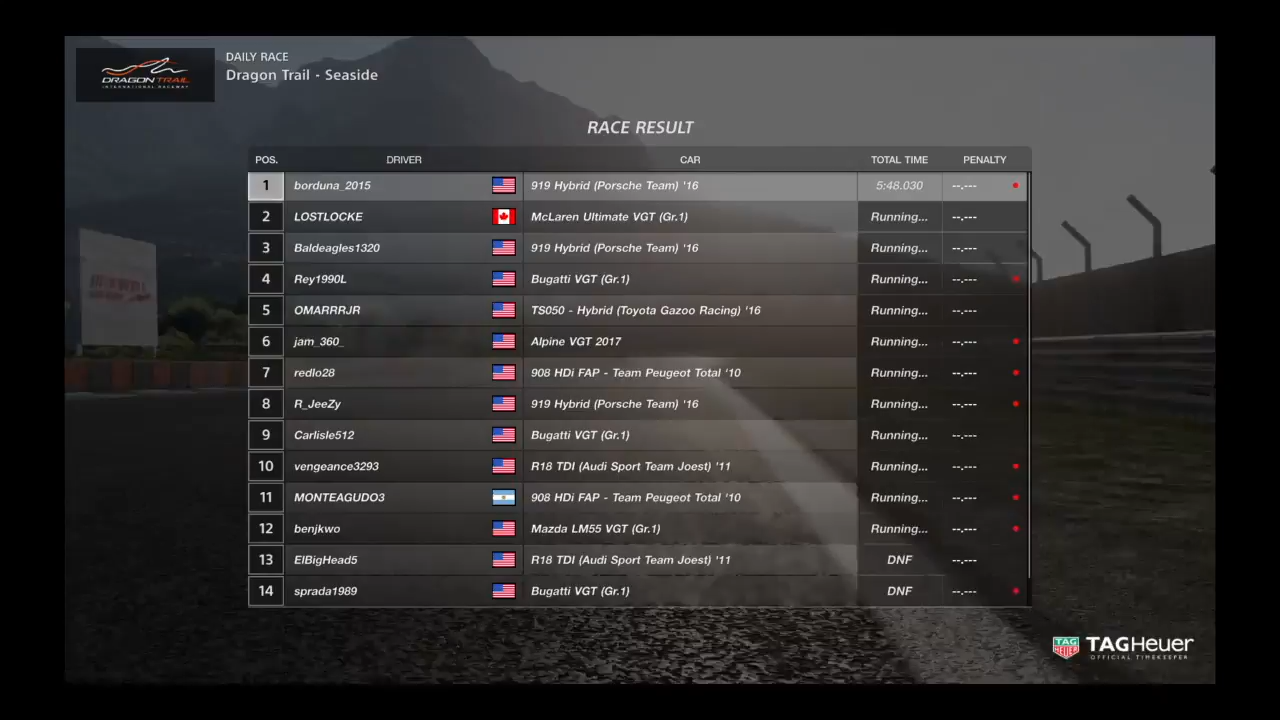 DAILY RACE
Dragon Trail - Seaside
DRAGON TRAIL
INTERNATIONAL RACEWAY
RACE RESULT
POS. DRIVER CAR TOTAL TIME PENALTY
1 borduna_2015 919 Hybrid (Porsche Team) '16 5:48.030 --.---
2 LOSTLOCKE McLaren Ultimate VGT (Gr.1) Running... --.---
3 Baldeagles1320 919 Hybrid (Porsche Team) '16 Running... --.---
4 Rey1990L Bugatti VGT (Gr.1) Running... --.---
5 OMARRRJR TS050 - Hybrid (Toyota Gazoo Racing) '16 Running... --.---
6 jam_360_ Alpine VGT 2017 Running... --.---
7 redlo28 908 HDi FAP - Team Peugeot Total '10 Running... --.---
8 R_JeeZy 919 Hybrid (Porsche Team) '16 Running... --.---
9 Carlisle512 Bugatti VGT (Gr.1) Running... --.---
10 vengeance3293 R18 TDI (Audi Sport Team Joest) '11 Running... --.---
11 MONTEAGUDO3 908 HDi FAP - Team Peugeot Total '10 Running... --.---
12 benjkwo Mazda LM55 VGT (Gr.1) Running... --.---
13 ElBigHead5 R18 TDI (Audi Sport Team Joest) '11 DNF --.---
14 sprada1989 Bugatti VGT (Gr.1) DNF --.---
TAG HEUER TAGHeuer
OFFICIAL TIMEKEEPER